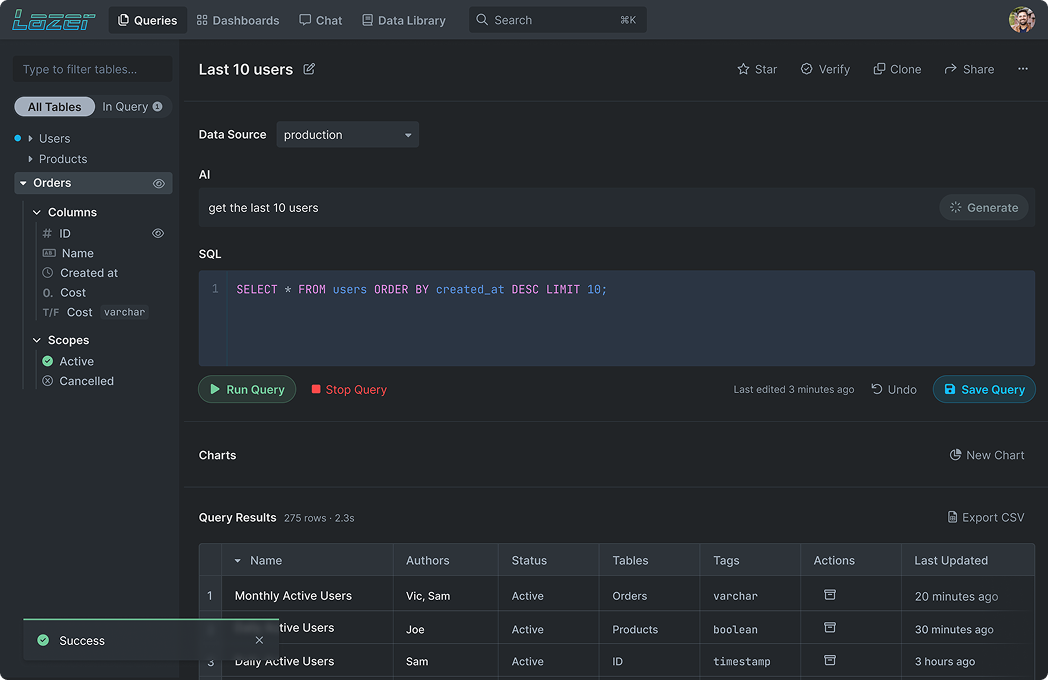 Lazer
Queries
Dashboards
Chat
Data Library
Search
⌘K
Type to filter tables...
All Tables
In Query 1
Users
Products
Orders
Columns
# ID
AB Name
Created at
0. Cost
T/F Cost varchar
Scopes
Active
Cancelled
Last 10 users
Star
Verify
Clone
Share
Data Source
production
AI
get the last 10 users
Generate
SQL
1 SELECT * FROM users ORDER BY created_at DESC LIMIT 10;
Run Query
Stop Query
Last edited 3 minutes ago
Undo
Save Query
Charts
New Chart
Query Results 275 rows · 2.3s
Export CSV
Name Authors Status Tables Tags Actions Last Updated
1 Monthly Active Users Vic, Sam Active Orders varchar 20 minutes ago
Active Users Joe Active Products boolean 30 minutes ago
3 Daily Active Users Sam Active ID timestamp 3 hours ago
Success